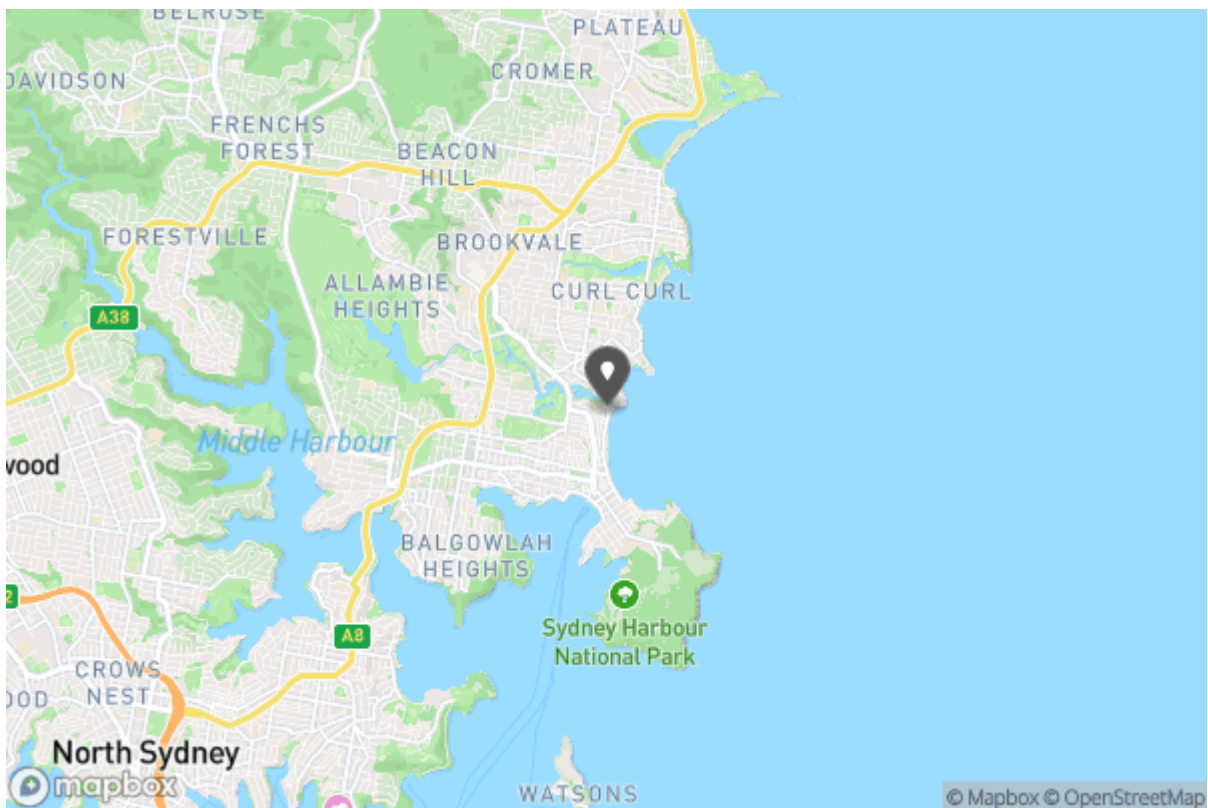 BELROSE
PLATEAU
CROMER
DAVIDSON
FRENCHS
FOREST
BEACON
HILL
FORESTVILLE
BROOKVALE
ALLAMBIE
HEIGHTS
CURL CURL
A38
Middle Harbour
wood
BALGOWLAH
HEIGHTS
2
Sydney Harbour
National Park
A8
CROWS
NEST
OOD
North Sydney
mapbox
WATSONS
© Mapbox © OpenStreetMap